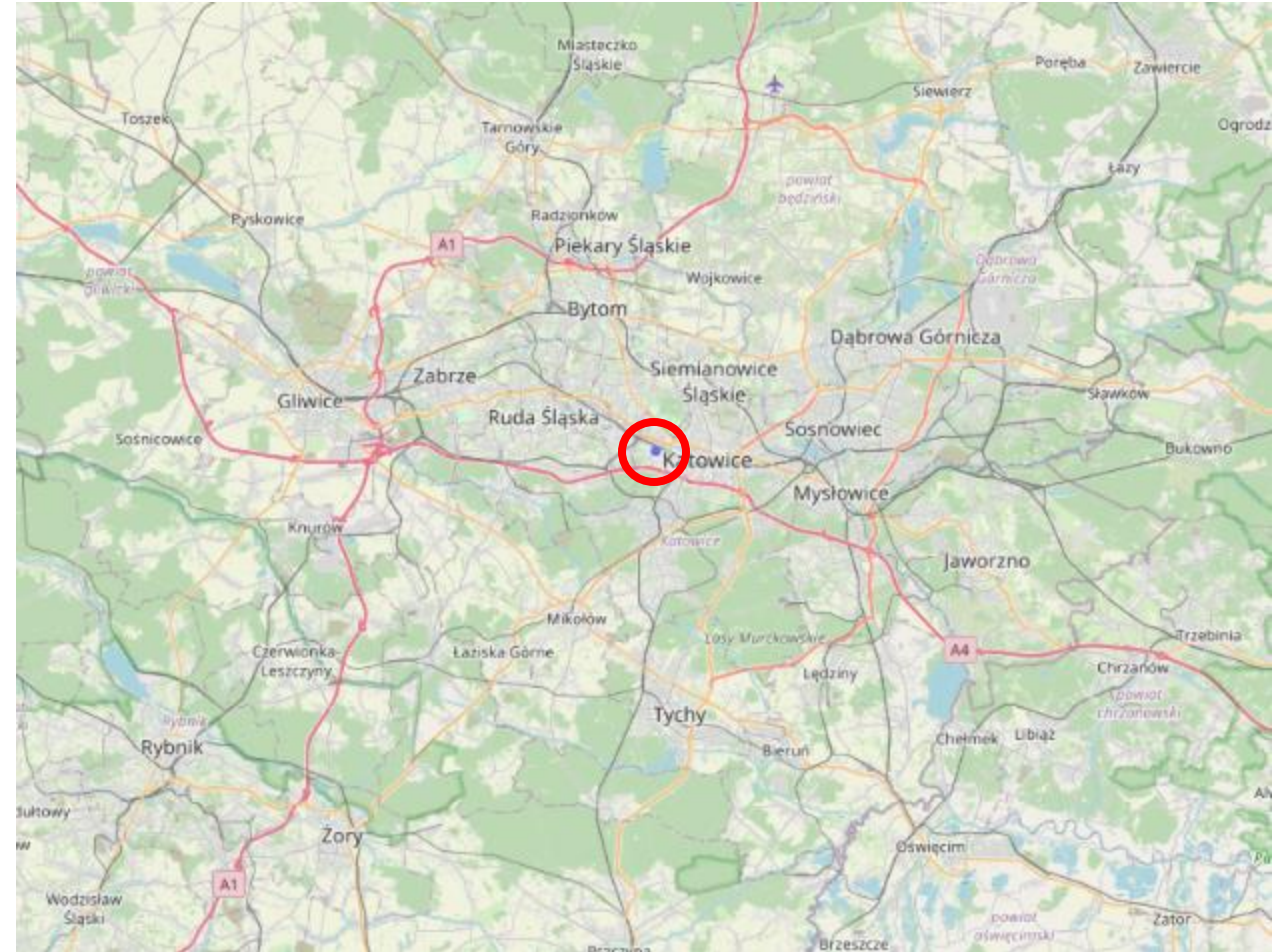 Miasteczko
Śląskie
Poręba
Zawiercie
Siewierz
Toszek
Tarnowskie
Góry
Ogrodz
Łazy
powiat
będziński
Radzionków
Pyskowice
A1
Piekary Śląskie
Dąbrowa
Górnicza
powiat
gliwicki
Wojkowice
Bytom
Dąbrowa Górnicza
Siemianowice
Śląskie
Zabrze
Sławków
Gliwice
Ruda Śląska
Sosnowiec
Sośnicowice
Bukowno
Katowice
Mysłowice
Knurów
Katowice
Jaworzno
Mikołów
Lasy Murckowskie
Trzebinia
Czerwionka-
Leszczyny
Łaziska Górne
A4
Chrzanów
Lędziny
powiat
chrzanowski
Rybnik
Tychy
Rybnik
Chełmek
Libiąż
Bieruń
Żory
Oświęcim
A1
Wodzisław
Śląski
powiat
oświęcimski
Zator
Brzeszcze